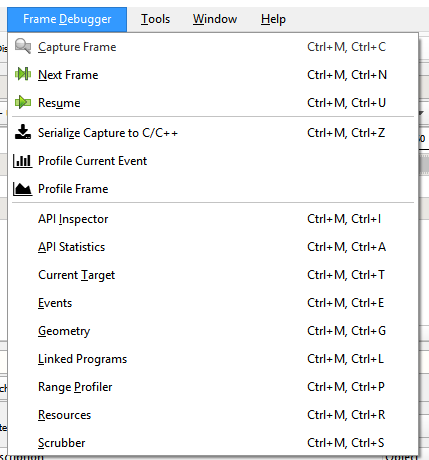 Frame Debugger Tools Window Help
Capture Frame Ctrl+M, Ctrl+C
Next Frame Ctrl+M, Ctrl+N
Resume Ctrl+M, Ctrl+U
Serialize Capture to C/C++ Ctrl+M, Ctrl+Z
Profile Current Event
Profile Frame
API Inspector Ctrl+M, Ctrl+I
API Statistics Ctrl+M, Ctrl+A
Current Target Ctrl+M, Ctrl+T
Events Ctrl+M, Ctrl+E
Geometry Ctrl+M, Ctrl+G
Linked Programs Ctrl+M, Ctrl+L
Range Profiler Ctrl+M, Ctrl+P
Resources Ctrl+M, Ctrl+R
Scrubber Ctrl+M, Ctrl+S